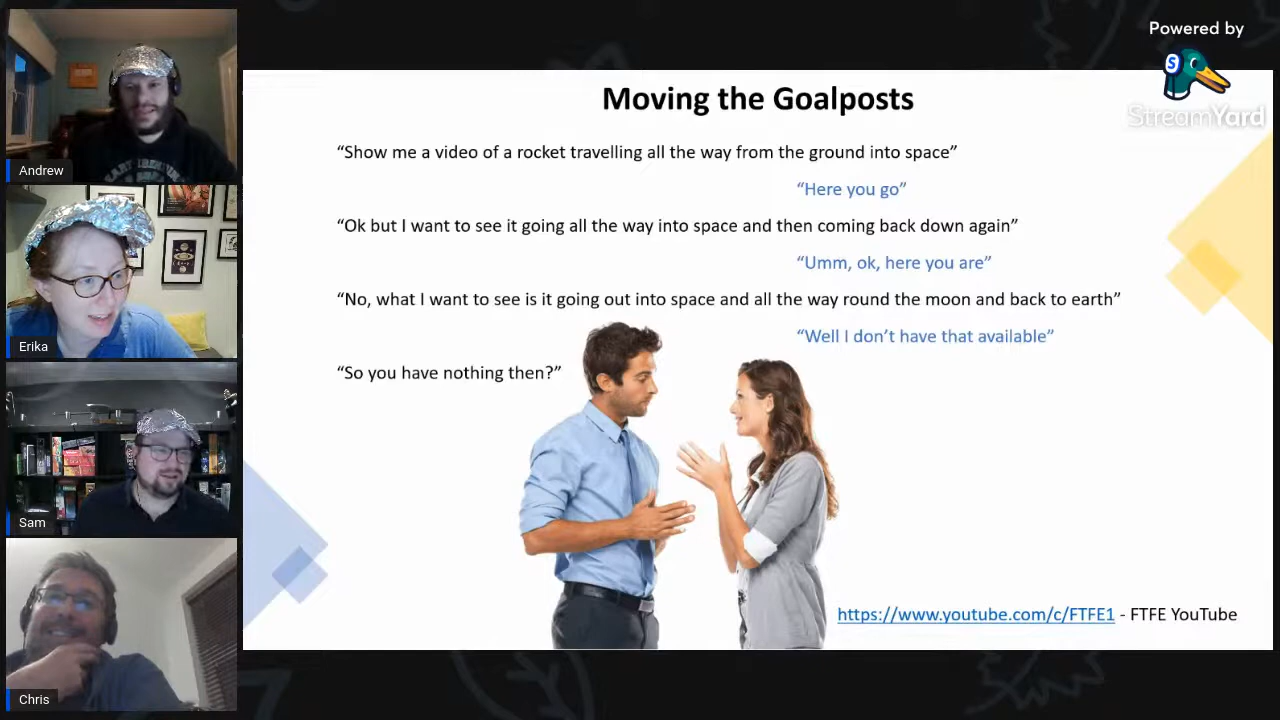 Powered by
StreamYard
Moving the Goalposts
“Show me a video of a rocket travelling all the way from the ground into space”
“Here you go”
“Ok but I want to see it going all the way into space and then coming back down again”
“Umm, ok, here you are”
“No, what I want to see is it going out into space and all the way round the moon and back to earth”
“Well I don’t have that available”
“So you have nothing then?”
https://www.youtube.com/c/FTFE1 - FTFE YouTube
Andrew
Erika
Sam
Chris